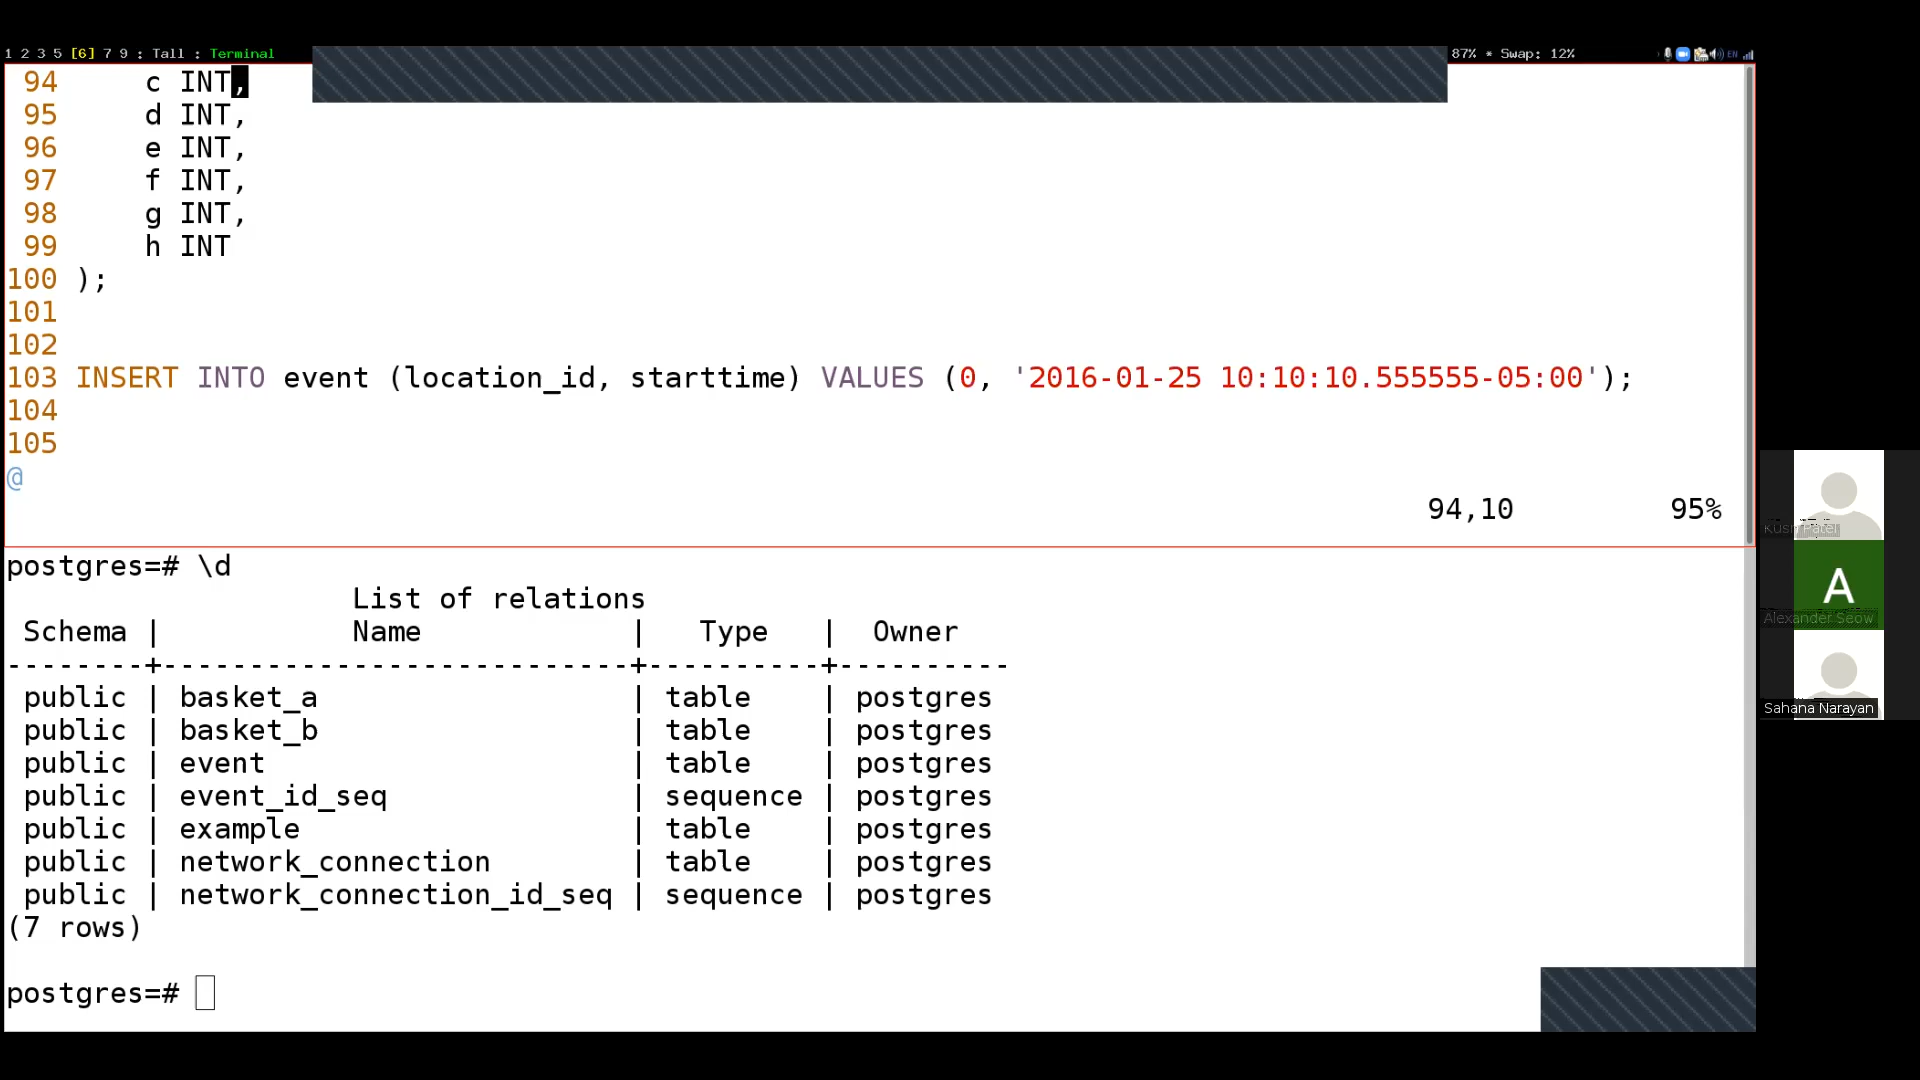 1 2 3 5 [6] 7 9 : Tall : Terminal
87% * Swap: 12%
EN
94     c INT,
95     d INT,
96     e INT,
97     f INT,
98     g INT,
99     h INT
100 );
101
102
103 INSERT INTO event (location_id, starttime) VALUES (0, '2016-01-25 10:10:10.555555-05:00');
104
105
@
94,10 95%
postgres=# \d
List of relations
Schema | Name | Type | Owner
--------+---------------------------+----------+----------
public | basket_a | table | postgres
public | basket_b | table | postgres
public | event | table | postgres
public | event_id_seq | sequence | postgres
public | example | table | postgres
public | network_connection | table | postgres
public | network_connection_id_seq | sequence | postgres
(7 rows)
postgres=#
Patel
A
Alexander Seow
Sahana Narayan